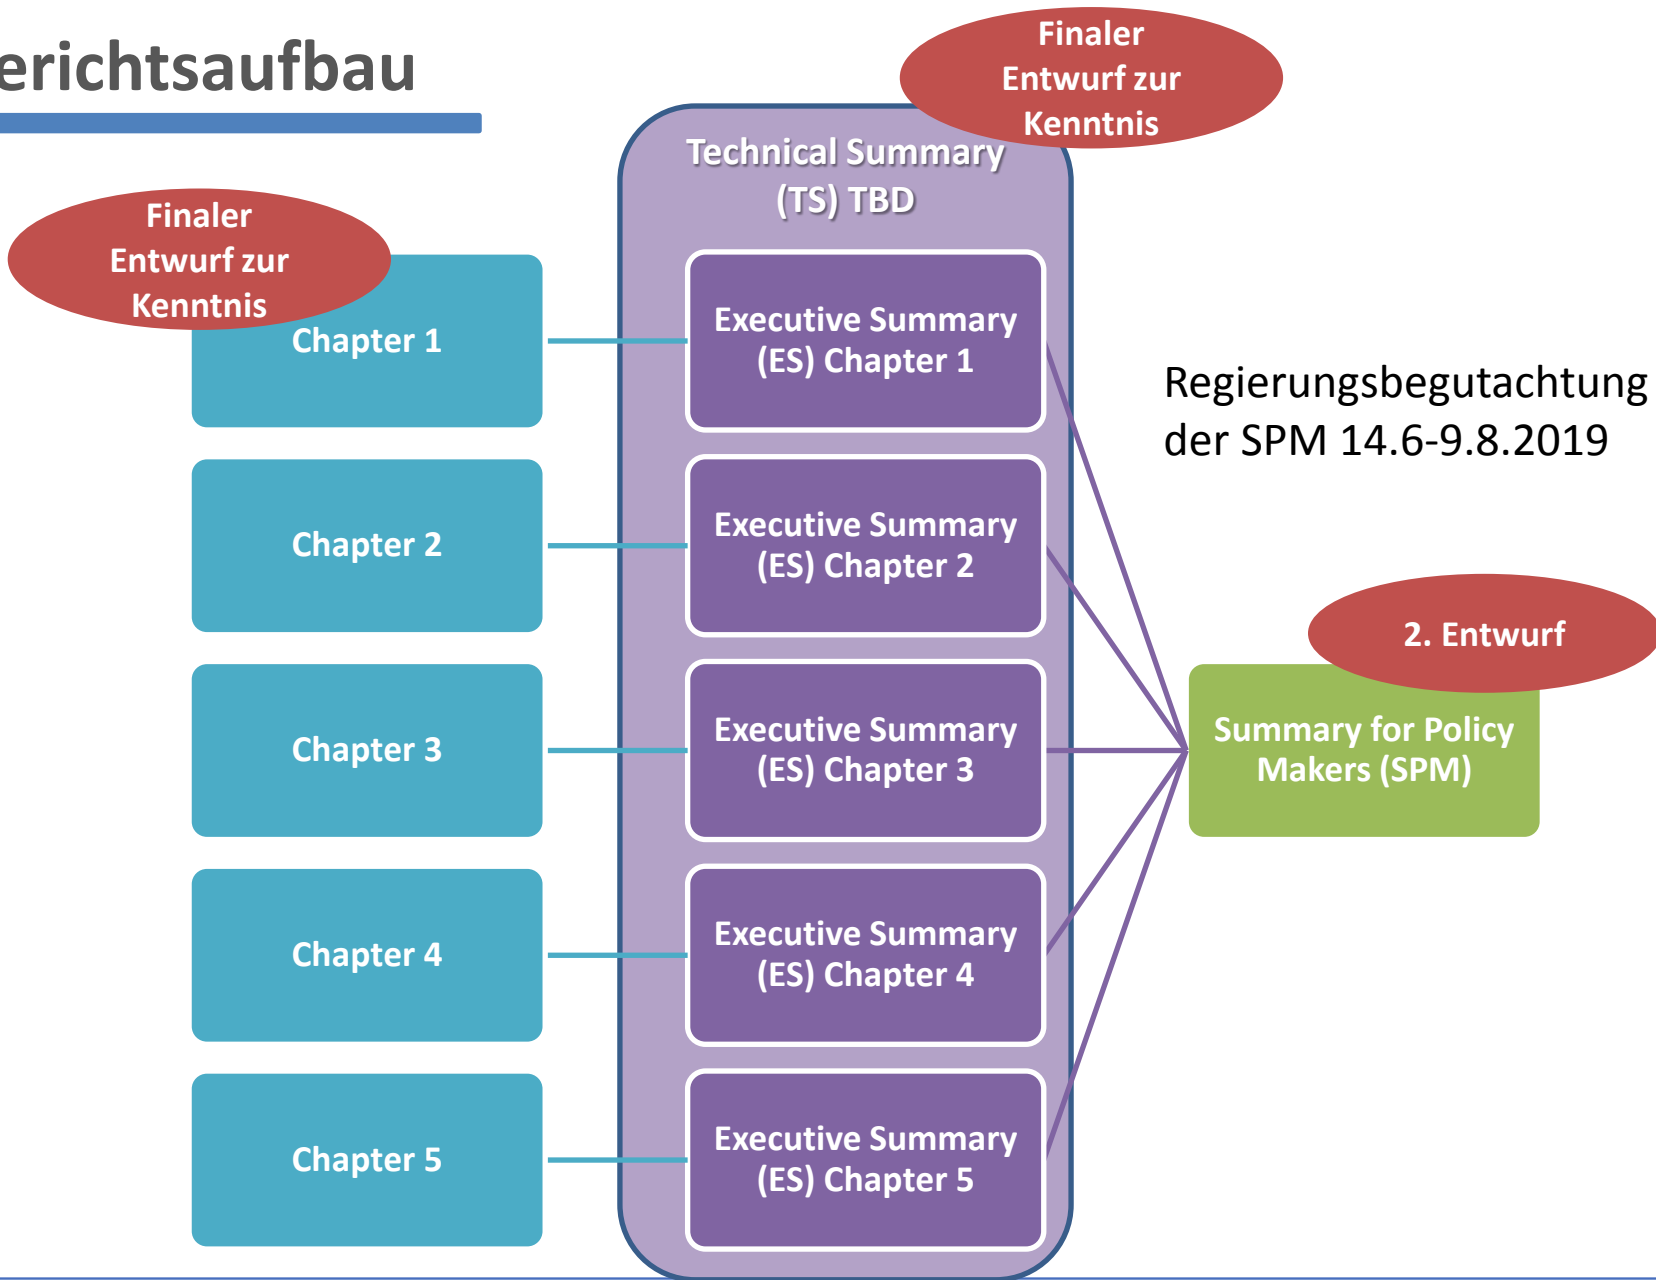 erichtsaufbau
Finaler
Entwurf zur
Kenntnis
Technical Summary
(TS) TBD
Finaler
Entwurf zur
Kenntnis
Chapter 1
Executive Summary
(ES) Chapter 1
Regierungsbegutachtung
der SPM 14.6-9.8.2019
Chapter 2
Executive Summary
(ES) Chapter 2
2. Entwurf
Chapter 3
Executive Summary
(ES) Chapter 3
Summary for Policy
Makers (SPM)
Chapter 4
Executive Summary
(ES) Chapter 4
Chapter 5
Executive Summary
(ES) Chapter 5